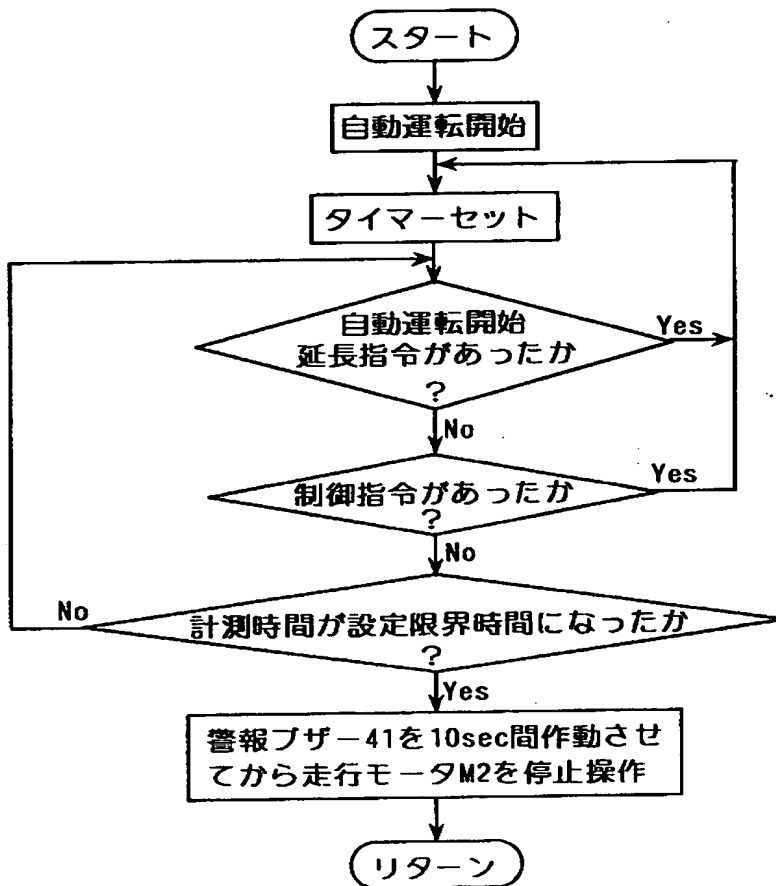 スタート
自動運転開始
タイマーセット
自動運転開始
延長指令があったか
?
Yes
No
制御指令があったか
?
Yes
No
計測時間が設定限界時間になったか
?
No
Yes
警報ブザー41を10sec間作動させ
てから走行モータM2を停止操作
リターン